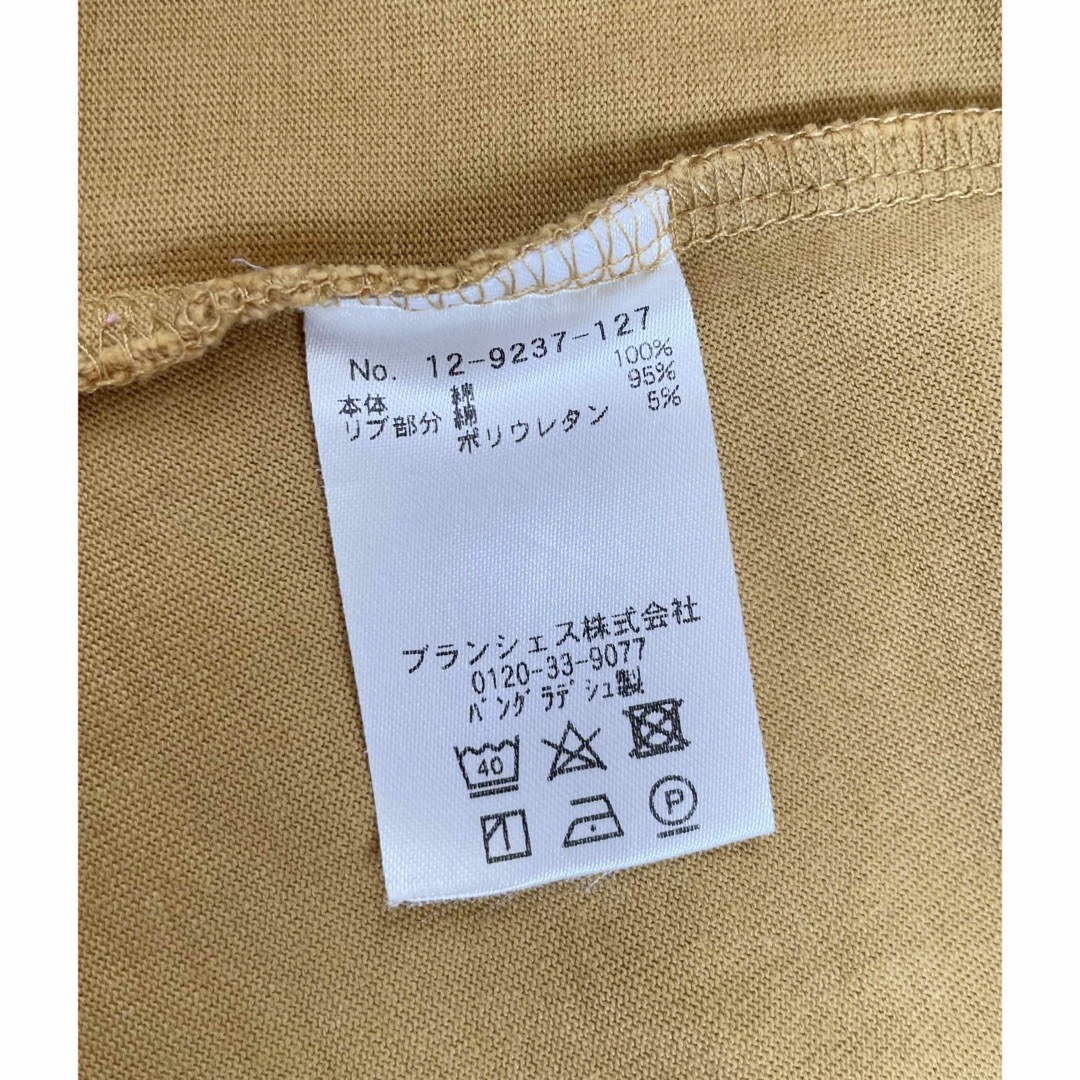 No. 12-9237-127
本体 綿 100%
リブ部分 綿 95%
ポリウレタン 5%
ブランシェス株式会社
0120-33-9077
ﾊﾞﾝｸﾞﾗﾃﾞｼｭ製
40
P